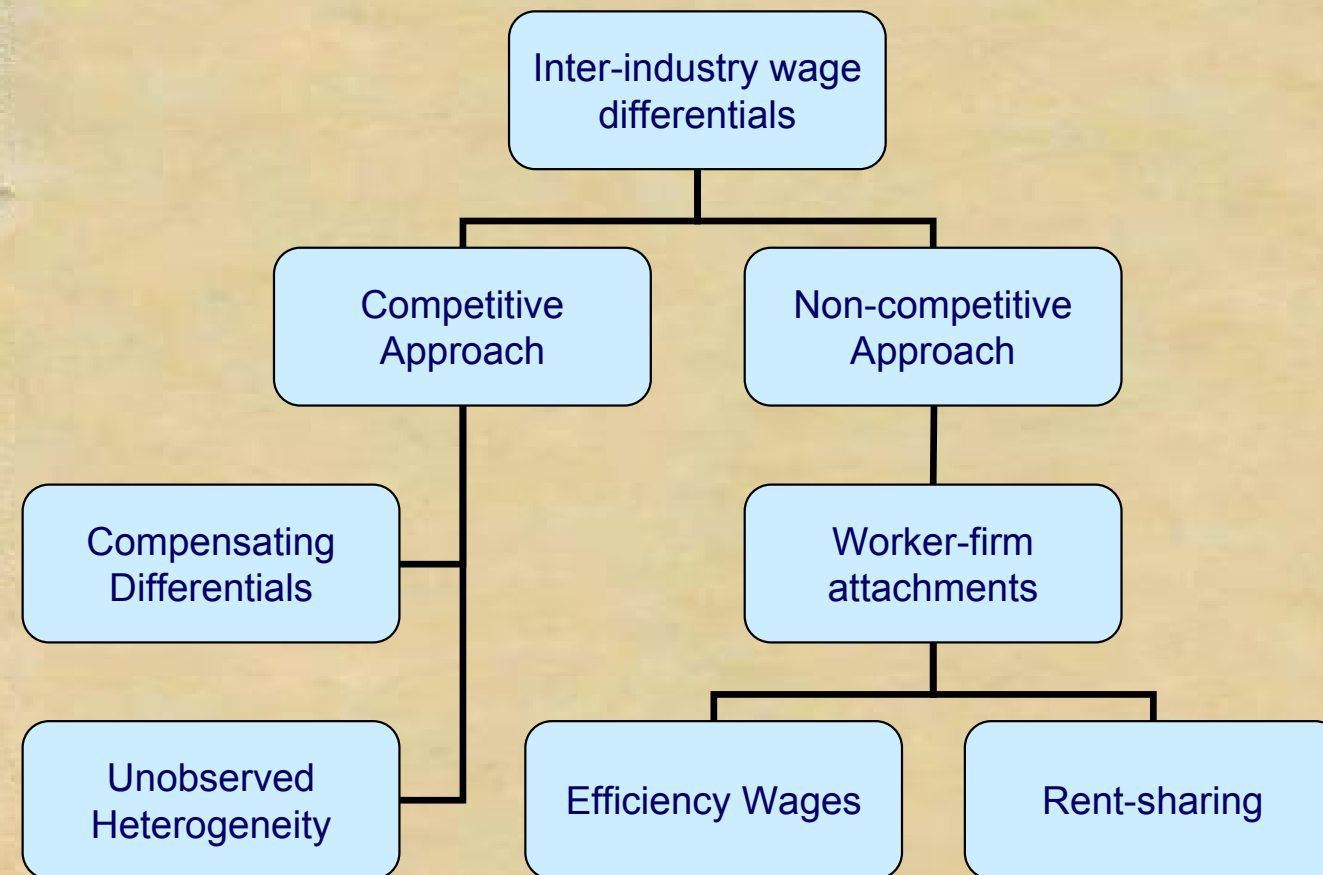 Inter-industry wage
differentials
Competitive
Approach
Non-competitive
Approach
Compensating
Differentials
Worker-firm
attachments
Unobserved
Heterogeneity
Efficiency Wages
Rent-sharing